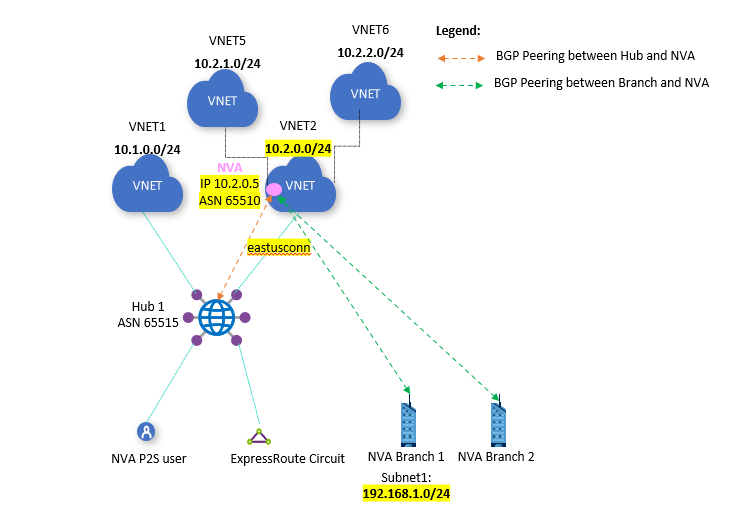 Legend:
BGP Peering between Hub and NVA
BGP Peering between Branch and NVA
VNET6
10.2.2.0/24
VNET
VNET5
10.2.1.0/24
VNET
VNET1
10.1.0.0/24
VNET
VNET2
10.2.0.0/24
VNET
NVA
IP 10.2.0.5
ASN 65510
eastusconn
Hub 1
ASN 65515
NVA P2S user
ExpressRoute Circuit
NVA Branch 1
Subnet1:
192.168.1.0/24
NVA Branch 2